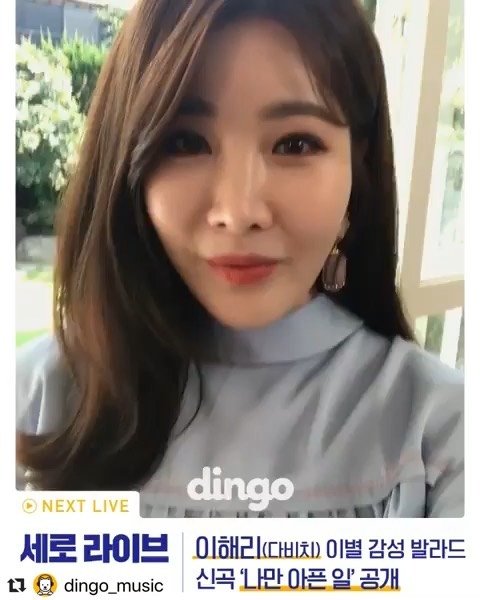 dingo
NEXT LIVE
세로 라이브
이해리(다비치) 이별 감성 발라드
신곡 '나만 아픈 일' 공개
dingo_music